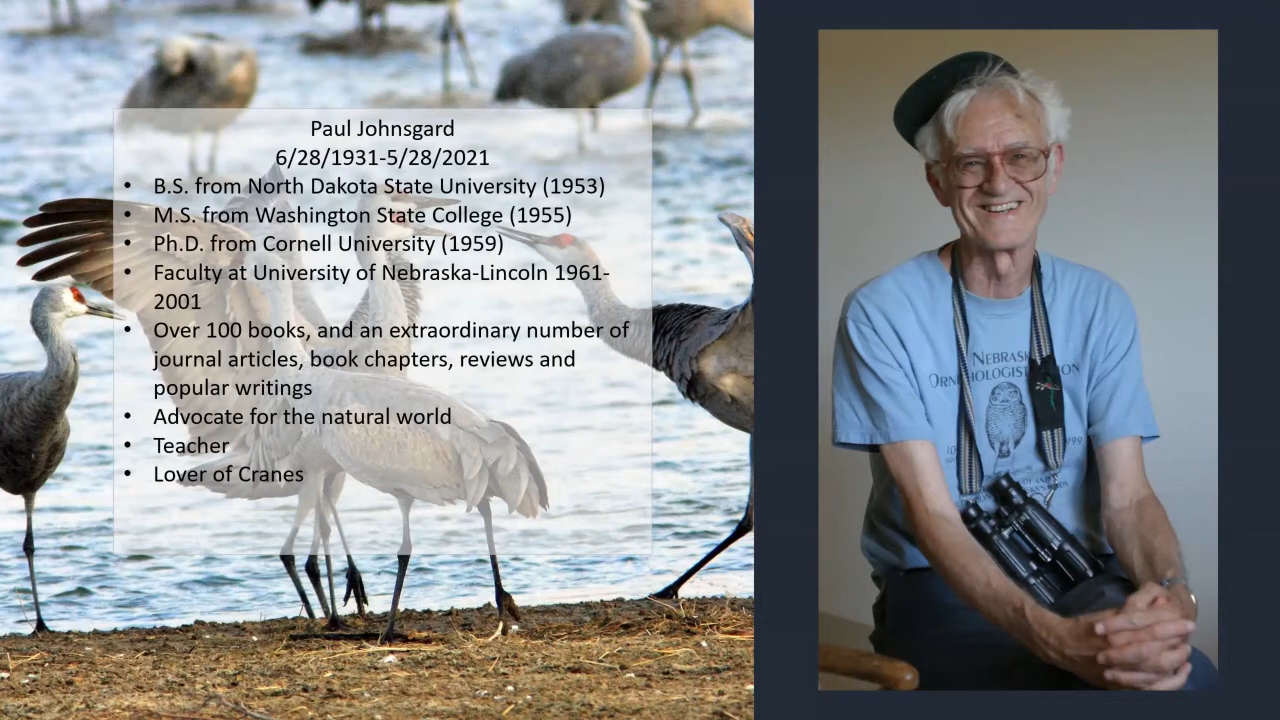 Paul Johnsgard
6/28/1931-5/28/2021
• B.S. from North Dakota State University (1953)
• M.S. from Washington State College (1955)
• Ph.D. from Cornell University (1959)
• Faculty at University of Nebraska-Lincoln 1961-
2001
• Over 100 books, and an extraordinary number of
journal articles, book chapters, reviews and
popular writings
• Advocate for the natural world
• Teacher
• Lover of Cranes
NEBRASK